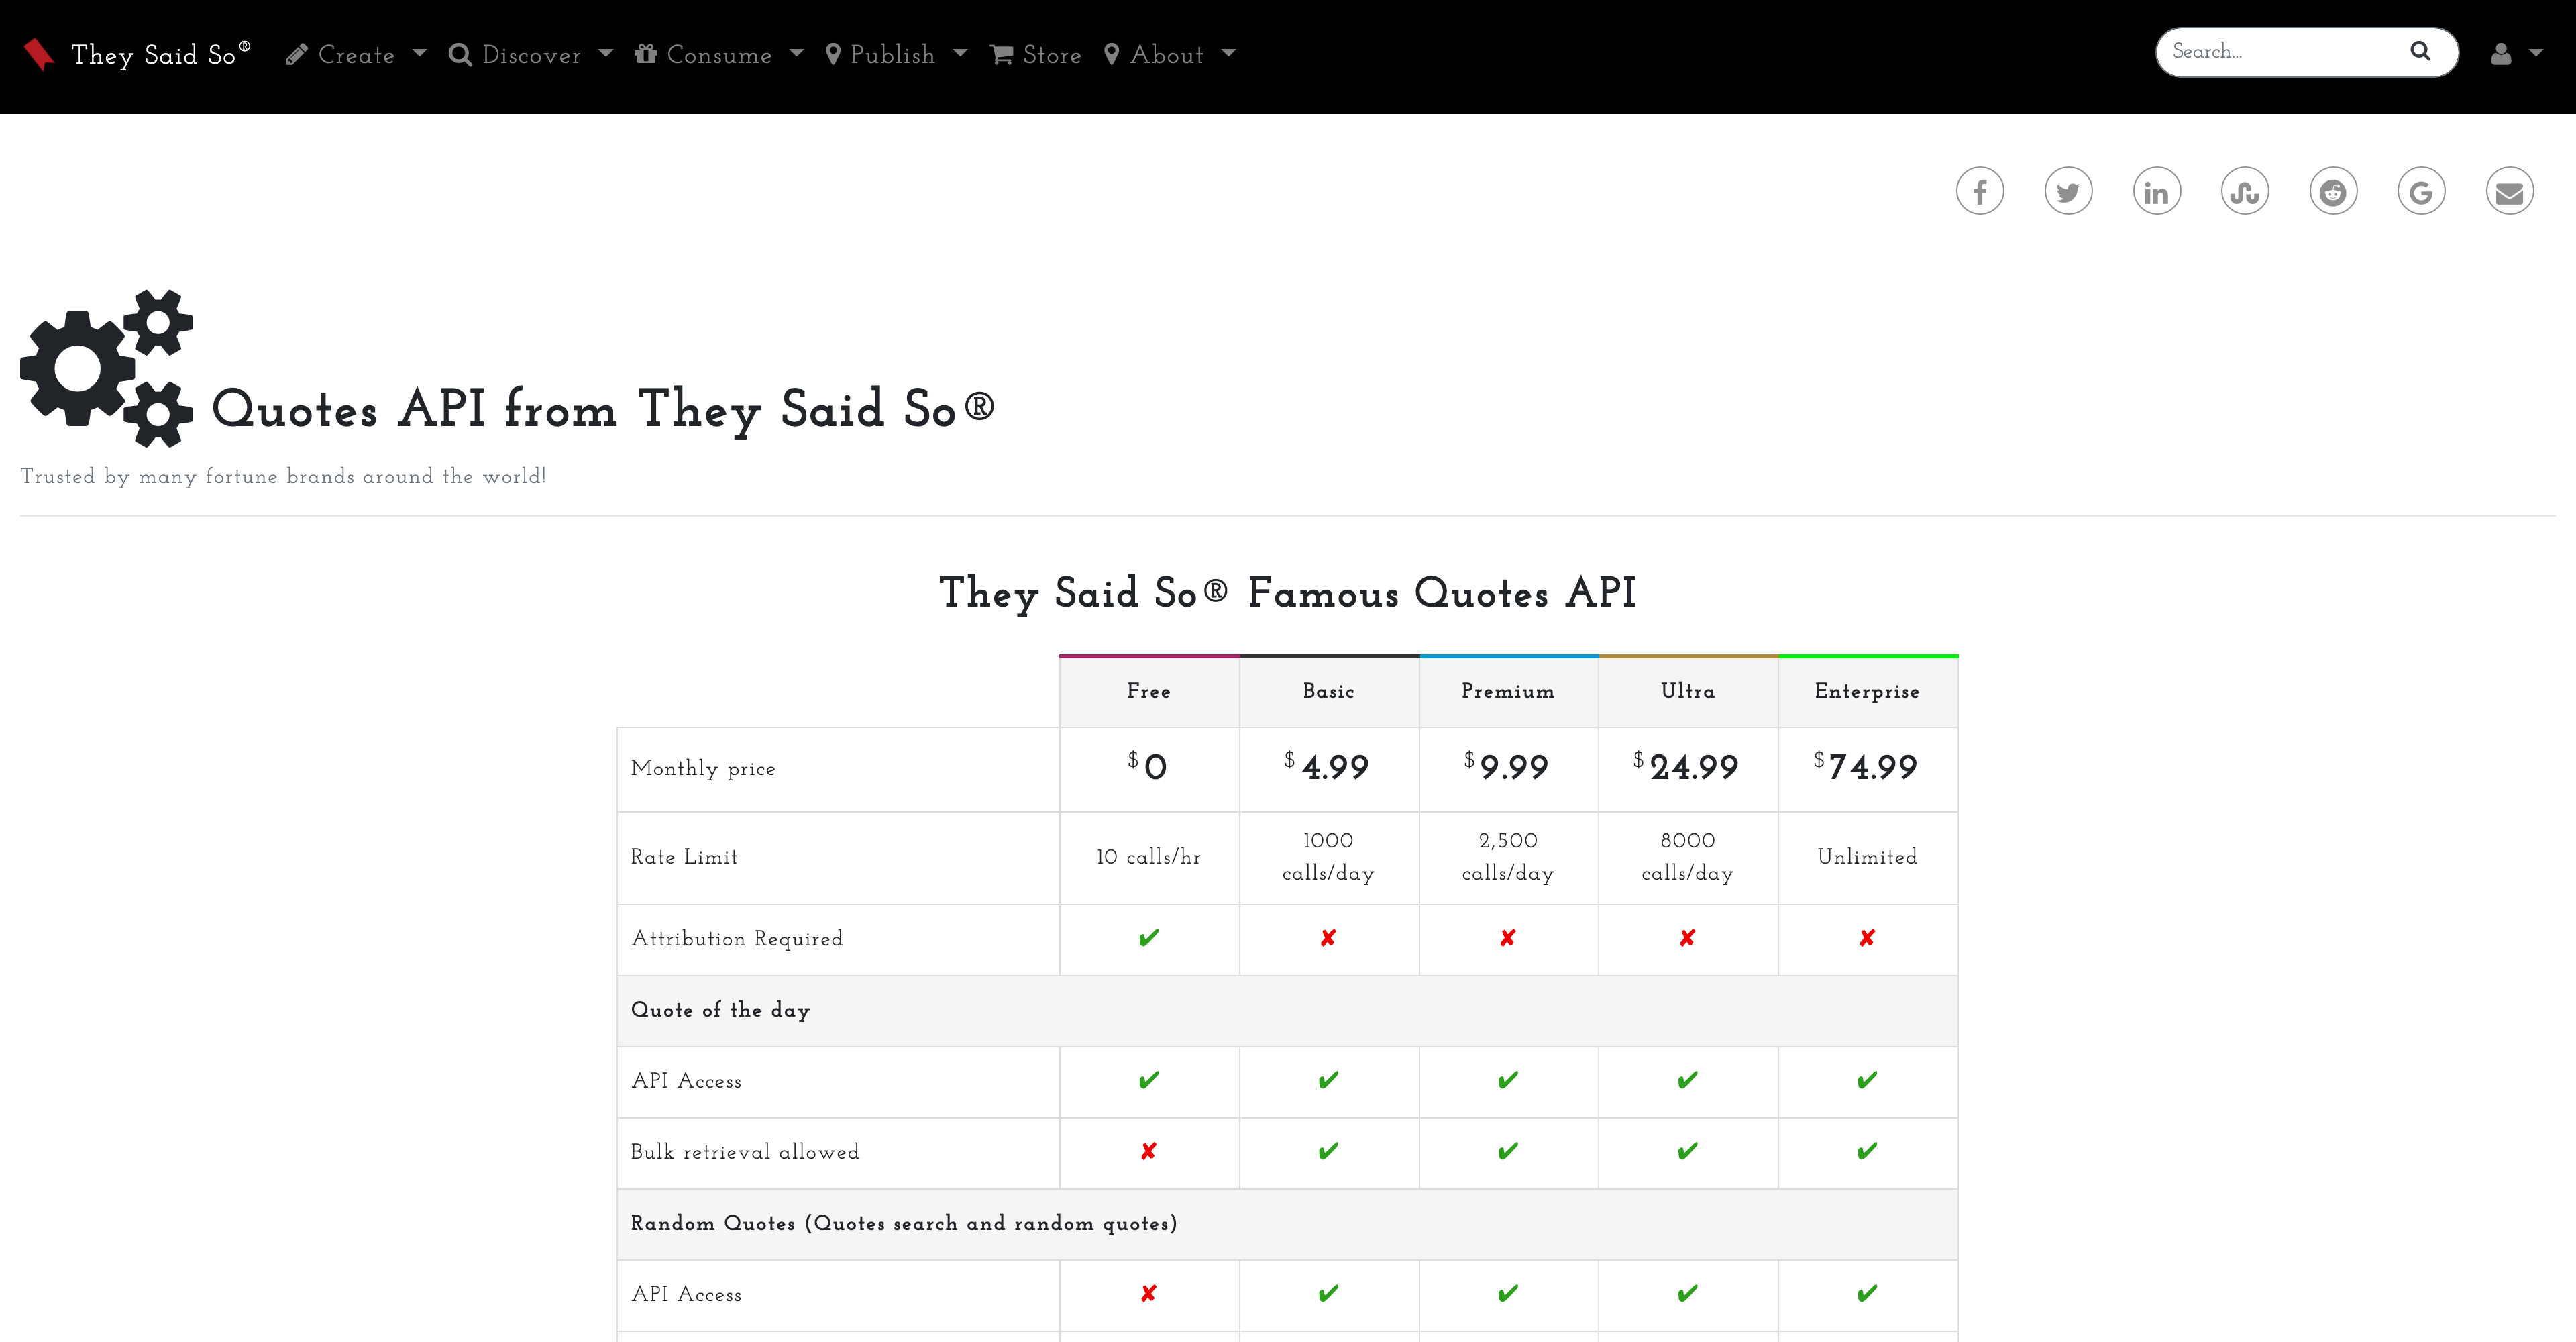 They Said So® Create Discover Consume Publish Store About Search...
Quotes API from They Said So®
Trusted by many fortune brands around the world!
They Said So® Famous Quotes API
Free Basic Premium Ultra Enterprise
Monthly price $0 $4.99 $9.99 $24.99 $74.99
Rate Limit 10 calls/hr 1000 calls/day 2,500 calls/day 8000 calls/day Unlimited
Attribution Required ✔ ✘ ✘ ✘ ✘
Quote of the day
API Access ✔ ✔ ✔ ✔ ✔
Bulk retrieval allowed ✘ ✔ ✔ ✔ ✔
Random Quotes (Quotes search and random quotes)
API Access ✘ ✔ ✔ ✔ ✔